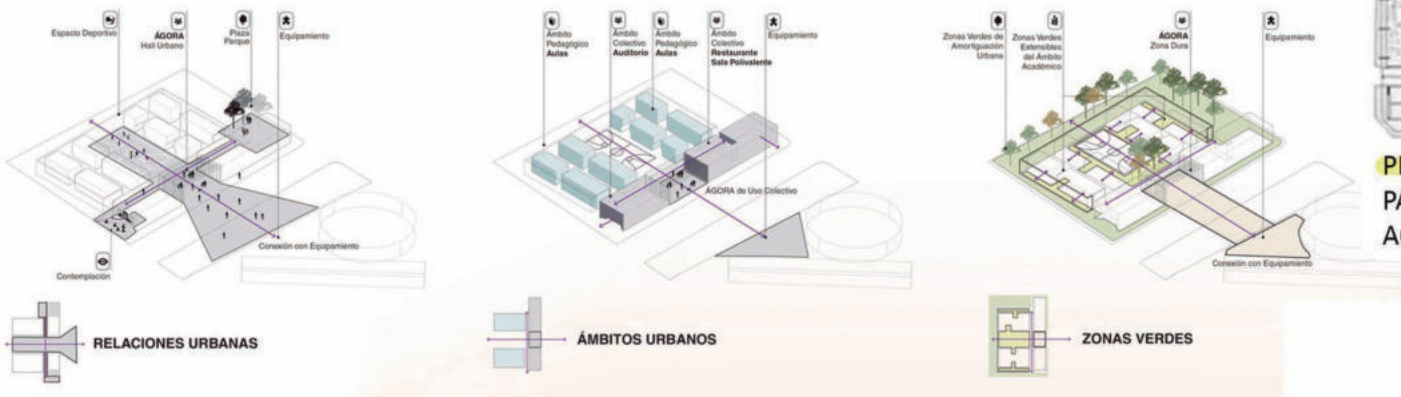 Espacio Deportivo
ÁGORA
Hall Urbano
Plaza
Parque
Equipamiento
Conexión con Equipamiento
Contemplación
RELACIONES URBANAS
Ámbito
Pedagógico
Aulas
Ámbito
Colectivo
Auditorio
Ámbito
Pedagógico
Aulas
Ámbito
Colectivo
Restaurante
Sala Polivalente
Equipamiento
ÁGORA de Uso Colectivo
ÁMBITOS URBANOS
Zonas Verdes de
Amortiguación
Urbana
Zonas Verdes
Extensibles
del Ámbito
Académico
ÁGORA
Zona Dura
Equipamiento
Conexión con Equipamiento
ZONAS VERDES